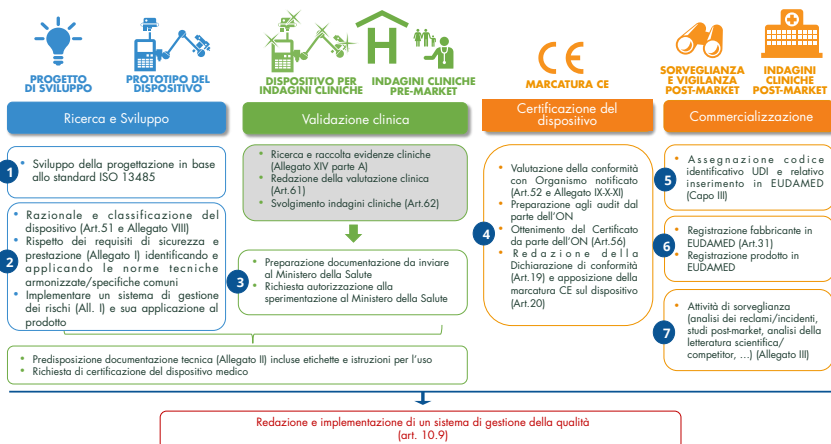 PROGETTO
DI SVILUPPO
PROTOTIPO DEL
DISPOSITIVO
DISPOSITIVO PER
INDAGINI CLINICHE
H
INDAGINI CLINICHE
PRE-MARKET
CE
MARCATURA CE
SORVEGLIANZA
E VIGILANZA
POST-MARKET
INDAGINI
CLINICHE
POST-MARKET
Ricerca e Sviluppo
Validazione clinica
Certificazione del
dispositivo
Commercializzazione
1
• Sviluppo della progettazione in base
allo standard ISO 13485
2
• Razionale e classificazione del
dispositivo (Art.51 e Allegato VIII)
• Rispetto dei requisiti di sicurezza e
prestazione (Allegato I) identificando e
applicando le norme tecniche
armonizzate/specifiche comuni
• Implementare un sistema di gestione
dei rischi (All. I) e sua applicazione al
prodotto
• Ricerca e raccolta evidenze cliniche
(Allegato XIV parte A)
• Redazione della valutazione clinica
(Art.61)
• Svolgimento indagini cliniche (Art.62)
3
• Preparazione documentazione da inviare
al Ministero della Salute
• Richiesta autorizzazione alla
sperimentazione al Ministero della Salute
4
• Valutazione della conformità
con Organismo notificato
(Art.52 e Allegato IX-X-XI)
• Preparazione agli audit dal
parte dell'ON
• Ottenimento del Certificato
da parte dell'ON (Art.56)
• Redazione della
Dichiarazione di conformità
(Art.19) e apposizione della
marcatura CE sul dispositivo
(Art.20)
5
• Assegnazione codice
identificativo UDI e relativo
inserimento in EUDAMED
(Capo III)
6
• Registrazione fabbricante in
EUDAMED (Art.31)
• Registrazione prodotto in
EUDAMED
7
• Attività di sorveglianza
(analisi dei reclami/incidenti,
studi post-market, analisi della
letteratura scientifica/
competitor, ...) (Allegato III)
• Predisposizione documentazione tecnica (Allegato II) incluse etichette e istruzioni per l'uso
• Richiesta di certificazione del dispositivo medico
Redazione e implementazione di un sistema di gestione della qualità
(art. 10.9)